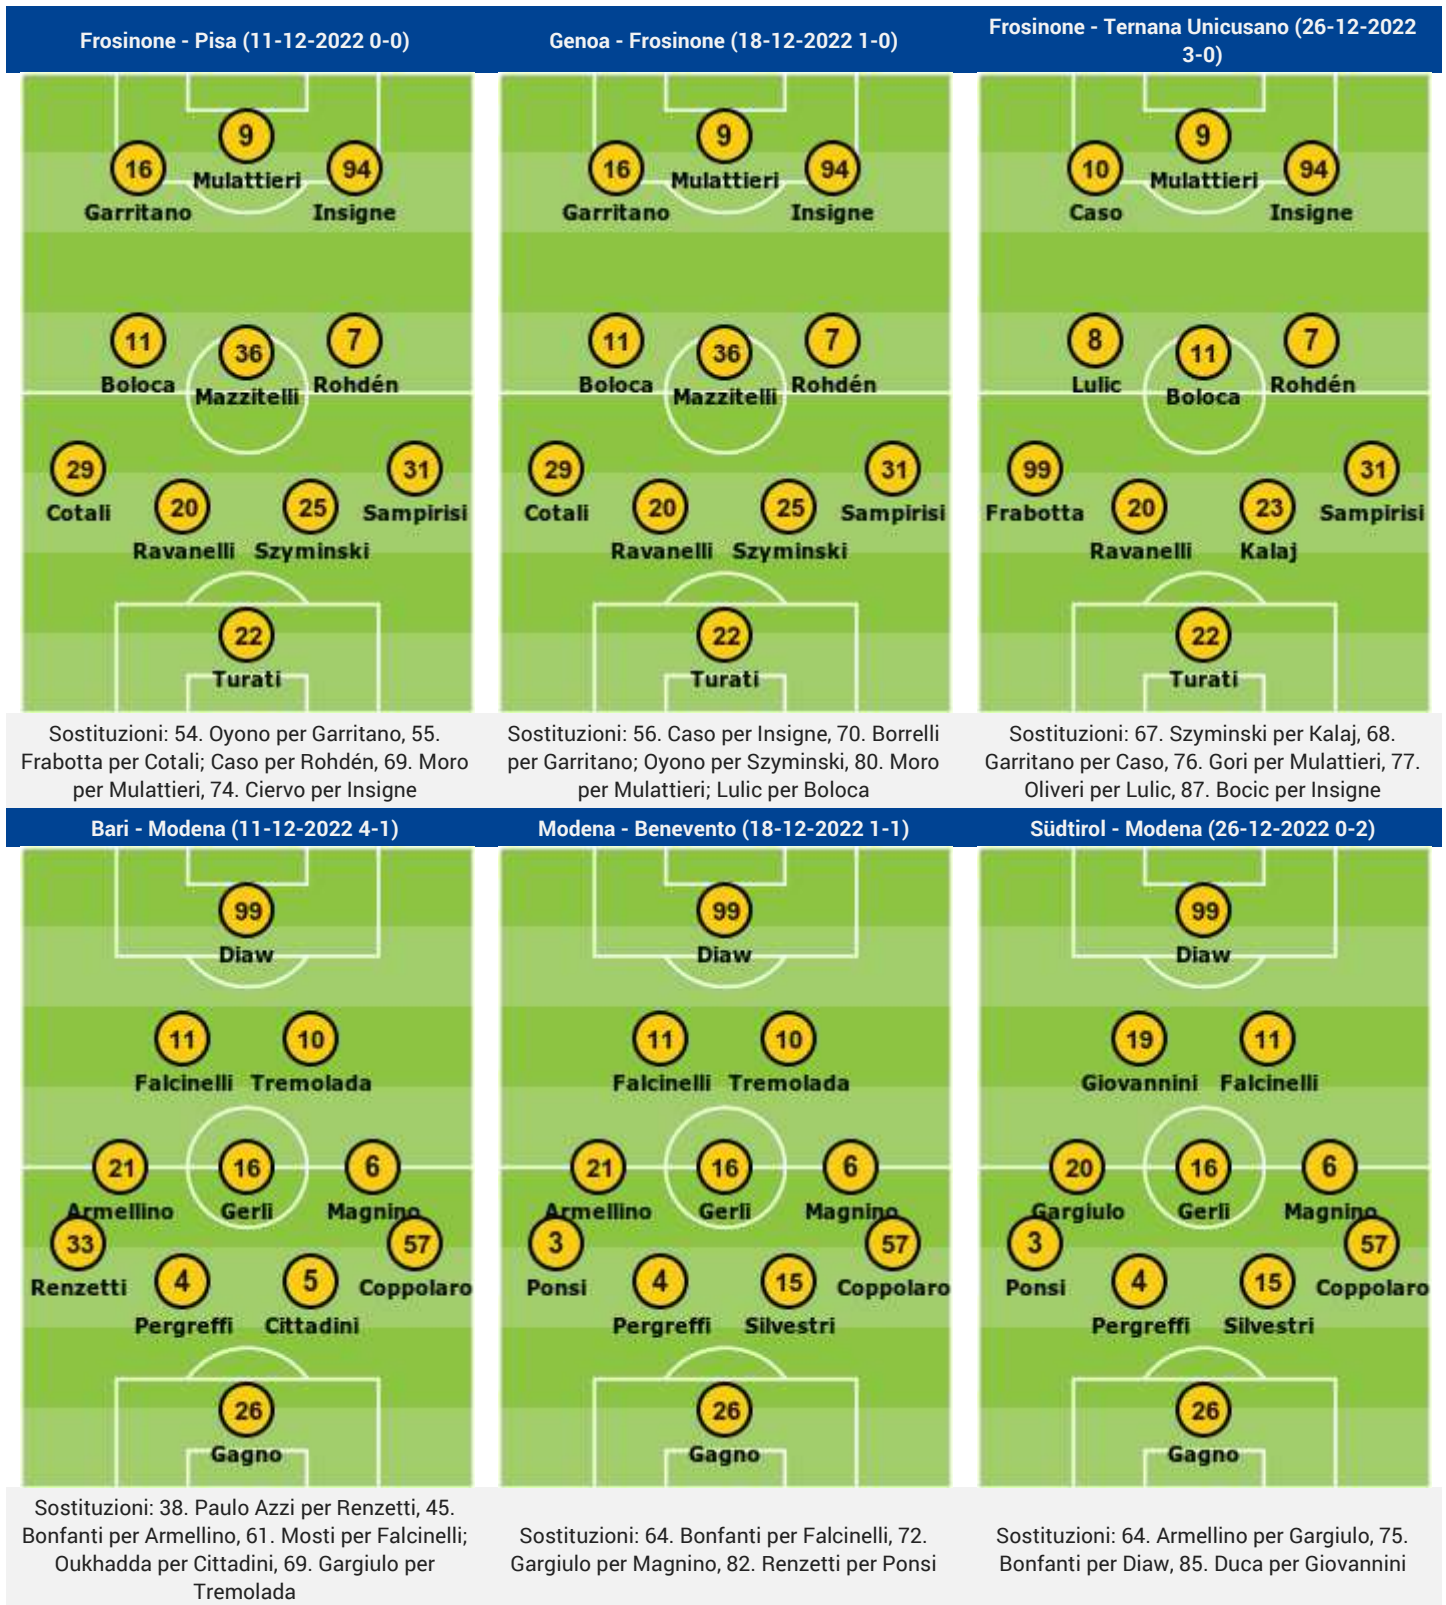 Frosinone - Pisa (11-12-2022 0-0)
9
16
94
Mulattieri
Garritano
Insigne
11
36
7
Boloca
Mazzitelli
Rohdén
29
31
20
25
Cotali
Sampirisi
Ravanelli
Szyminski
22
Turati
Sostituzioni: 54. Oyono per Garritano, 55.
Frabotta per Cotali; Caso per Rohdén, 69. Moro
per Mulattieri, 74. Ciervo per Insigne
Genoa - Frosinone (18-12-2022 1-0)
9
16
94
Mulattieri
Garritano
Insigne
11
36
7
Boloca
Mazzitelli
Rohdén
29
31
20
25
Cotali
Sampirisi
Ravanelli
Szyminski
22
Turati
Sostituzioni: 56. Caso per Insigne, 70. Borrelli
per Garritano; Oyono per Szyminski, 80. Moro
per Mulattieri; Lulic per Boloca
Frosinone - Ternana Unicusano (26-12-2022
3-0)
9
10
94
Mulattieri
Caso
Insigne
8
11
7
Lulic
Boloca
Rohdén
99
31
20
23
Frabotta
Sampirisi
Ravanelli
Kalaj
22
Turati
Sostituzioni: 67. Szyminski per Kalaj, 68.
Garritano per Caso, 76. Gori per Mulattieri, 77.
Oliveri per Lulic, 87. Bocic per Insigne
Bari - Modena (11-12-2022 4-1)
99
Diaw
11
10
Falcinelli
Tremolada
21
16
6
Armellino
Gerli
Magnino
33
57
4
5
Renzetti
Coppolaro
Pergreffi
Cittadini
26
Gagno
Sostituzioni: 38. Paulo Azzi per Renzetti, 45.
Bonfanti per Armellino, 61. Mosti per Falcinelli;
Oukhadda per Cittadini, 69. Gargiulo per
Tremolada
Modena - Benevento (18-12-2022 1-1)
99
Diaw
11
10
Falcinelli
Tremolada
21
16
6
Armellino
Gerli
Magnino
3
57
4
15
Ponsi
Coppolaro
Pergreffi
Silvestri
26
Gagno
Sostituzioni: 64. Bonfanti per Falcinelli, 72.
Gargiulo per Magnino, 82. Renzetti per Ponsi
Südtirol - Modena (26-12-2022 0-2)
99
Diaw
19
11
Giovannini
Falcinelli
20
16
6
Gargiulo
Gerli
Magnino
3
57
4
15
Ponsi
Coppolaro
Pergreffi
Silvestri
26
Gagno
Sostituzioni: 64. Armellino per Gargiulo, 75.
Bonfanti per Diaw, 85. Duca per Giovannini